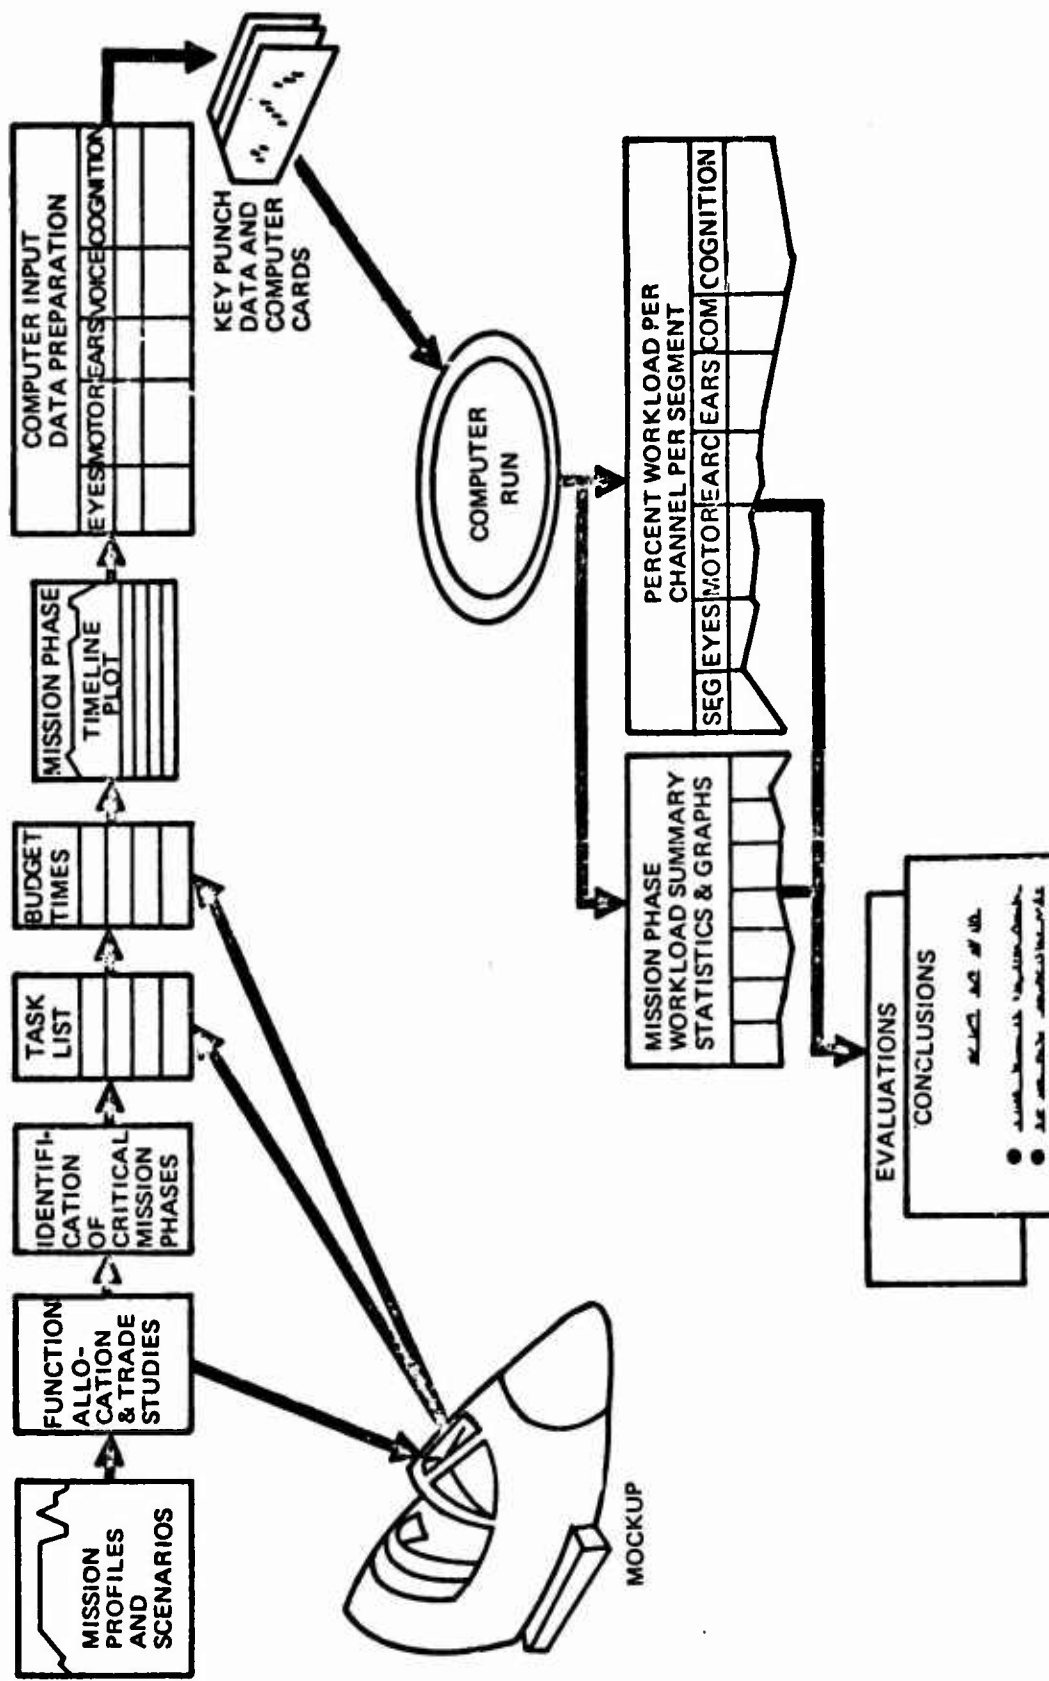 MISSION
PROFILES
AND
SCENARIOS
FUNCTION
ALLO-
CATION
& TRADE
STUDIES
IDENTIFI-
CATION
OF
CRITICAL
MISSION
PHASES
TASK
LIST
BUDGET
TIMES
MISSION PHASE
TIMELINE
PLOT
COMPUTER INPUT
DATA PREPARATION
EYES MOTOR EARS VOICE COGNITION
KEY PUNCH
DATA AND
COMPUTER
CARDS
MOCKUP
COMPUTER
RUN
MISSION PHASE
WORKLOAD SUMMARY
STATISTICS & GRAPHS
PERCENT WORKLOAD PER
CHANNEL PER SEGMENT
SEG EYES MOTOR EARC EARS COM COGNITION
EVALUATIONS
CONCLUSIONS